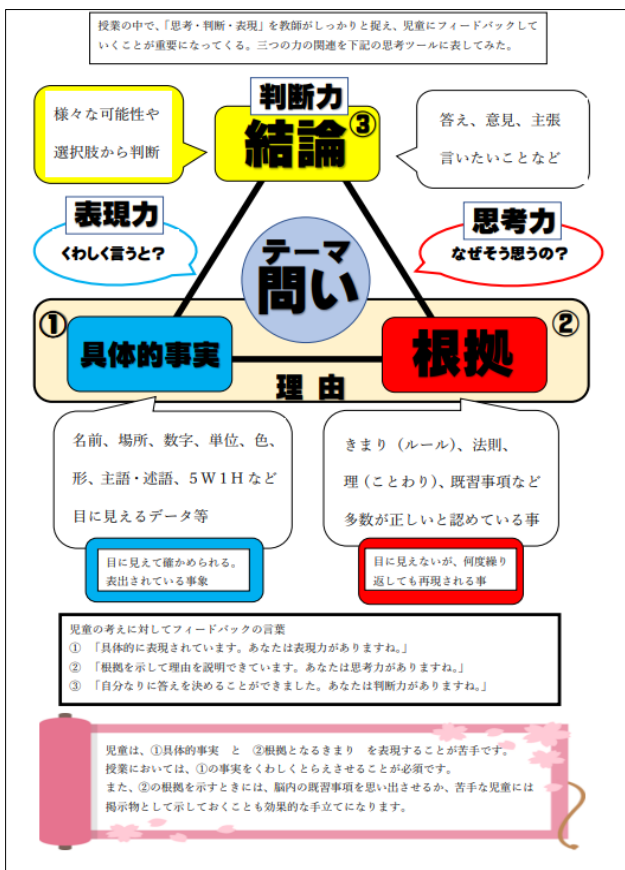 授業の中で、「思考・判断・表現」を教師がしっかりと捉え、児童にフィードバックして
いくことが重要になってくる。三つの力の関連を下記の思考ツールに表してみた。
判断力
結論
③
様々な可能性や
選択肢から判断
答え、意見、主張
言いたいことなど
表現力
くわしく言うと？
思考力
なぜそう思うの？
テーマ
問い
①
具体的事実
②
根拠
理由
名前、場所、数字、単位、色、
形、主語・述語、５Ｗ１Ｈなど
目に見えるデータ等
きまり（ルール）、法則、
理（ことわり）、既習事項など
多数が正しいと認めている事
目に見えて確かめられる。
表出されている事象
目に見えないが、何度繰り
返しても再現される事
児童の考えに対してフィードバックの言葉
① 「具体的に表現されています。あなたは表現力がありますね。」
② 「根拠を示して理由を説明できています。あなたは思考力がありますね。」
③ 「自分なりに答えを決めることができました。あなたは判断力がありますね。」
児童は、①具体的事実　と　②根拠となるきまり　を表現することが苦手です。
授業においては、①の事実をくわしくとらえさせることが必須です。
また、②の根拠を示すときには、脳内の既習事項を思い出させるか、苦手な児童には
掲示物として示しておくことも効果的な手立てになります。